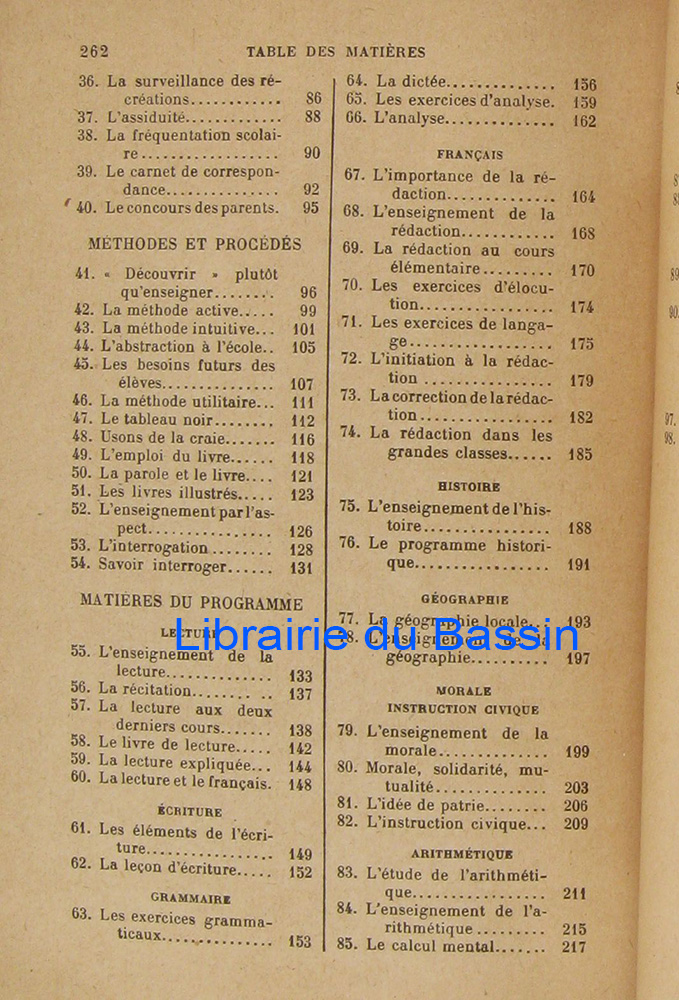 262 TABLE DES MATIÈRES
36. La surveillance des ré-
créations............ 86
37. L'assiduité............. 88
38. La fréquentation scolai-
re.................. 90
39. Le carnet de correspon-
dance............... 92
40. Le concours des parents. 95
MÉTHODES ET PROCÉDÉS
41. « Découvrir » plutôt
qu'enseigner........ 96
42. La méthode active..... 99
43. La méthode intuitive... 101
44. L'abstraction à l'école.. 105
45. Les besoins futurs des
élèves............... 107
46. La méthode utilitaire... 111
47. Le tableau noir........ 112
48. Usons de la craie....... 116
49. L'emploi du livre...... 118
50. La parole et le livre.... 121
51. Les livres illustrés..... 123
52. L'enseignement par l'as-
pect................ 126
53. L'interrogation........ 128
54. Savoir interroger...... 131
MATIÈRES DU PROGRAMME
LECTURE
55. L'enseignement de la
lecture.............. 133
56. La récitation.......... 137
57. La lecture aux deux
derniers cours....... 138
58. Le livre de lecture..... 142
59. La lecture expliquée... 144
60. La lecture et le français. 148
ÉCRITURE
61. Les éléments de l'écri-
ture................. 149
62. La leçon d'écriture..... 152
GRAMMAIRE
63. Les exercices gramma-
ticaux............... 153
64. La dictée.............. 156
65. Les exercices d'analyse. 159
66. L'analyse.............. 162
FRANÇAIS
67. L'importance de la ré-
daction.............. 164
68. L'enseignement de la
rédaction............ 168
69. La rédaction au cours
élémentaire......... 170
70. Les exercices d'élocu-
tion................. 174
71. Les exercices de langa-
ge.................. 175
72. L'initiation à la rédac-
tion ................ 179
73. La correction de la rédac-
tion................. 182
74. La rédaction dans les
grandes classes...... 185
HISTOIRE
75. L'enseignement de l'his-
toire................ 188
76. Le programme histori-
que................. 191
GÉOGRAPHIE
77. La géographie locale... 193
78. L'enseignement de la
géographie.......... 197
MORALE
INSTRUCTION CIVIQUE
79. L'enseignement de la
morale.............. 199
80. Morale, solidarité, mu-
tualité.............. 203
81. L'idée de patrie........ 206
82. L'instruction civique... 209
ARITHMÉTIQUE
83. L'étude de l'arithméti-
que................. 211
84. L'enseignement de l'a-
rithmétique ......... 215
85. Le calcul mental....... 217
Librairie du Bassin